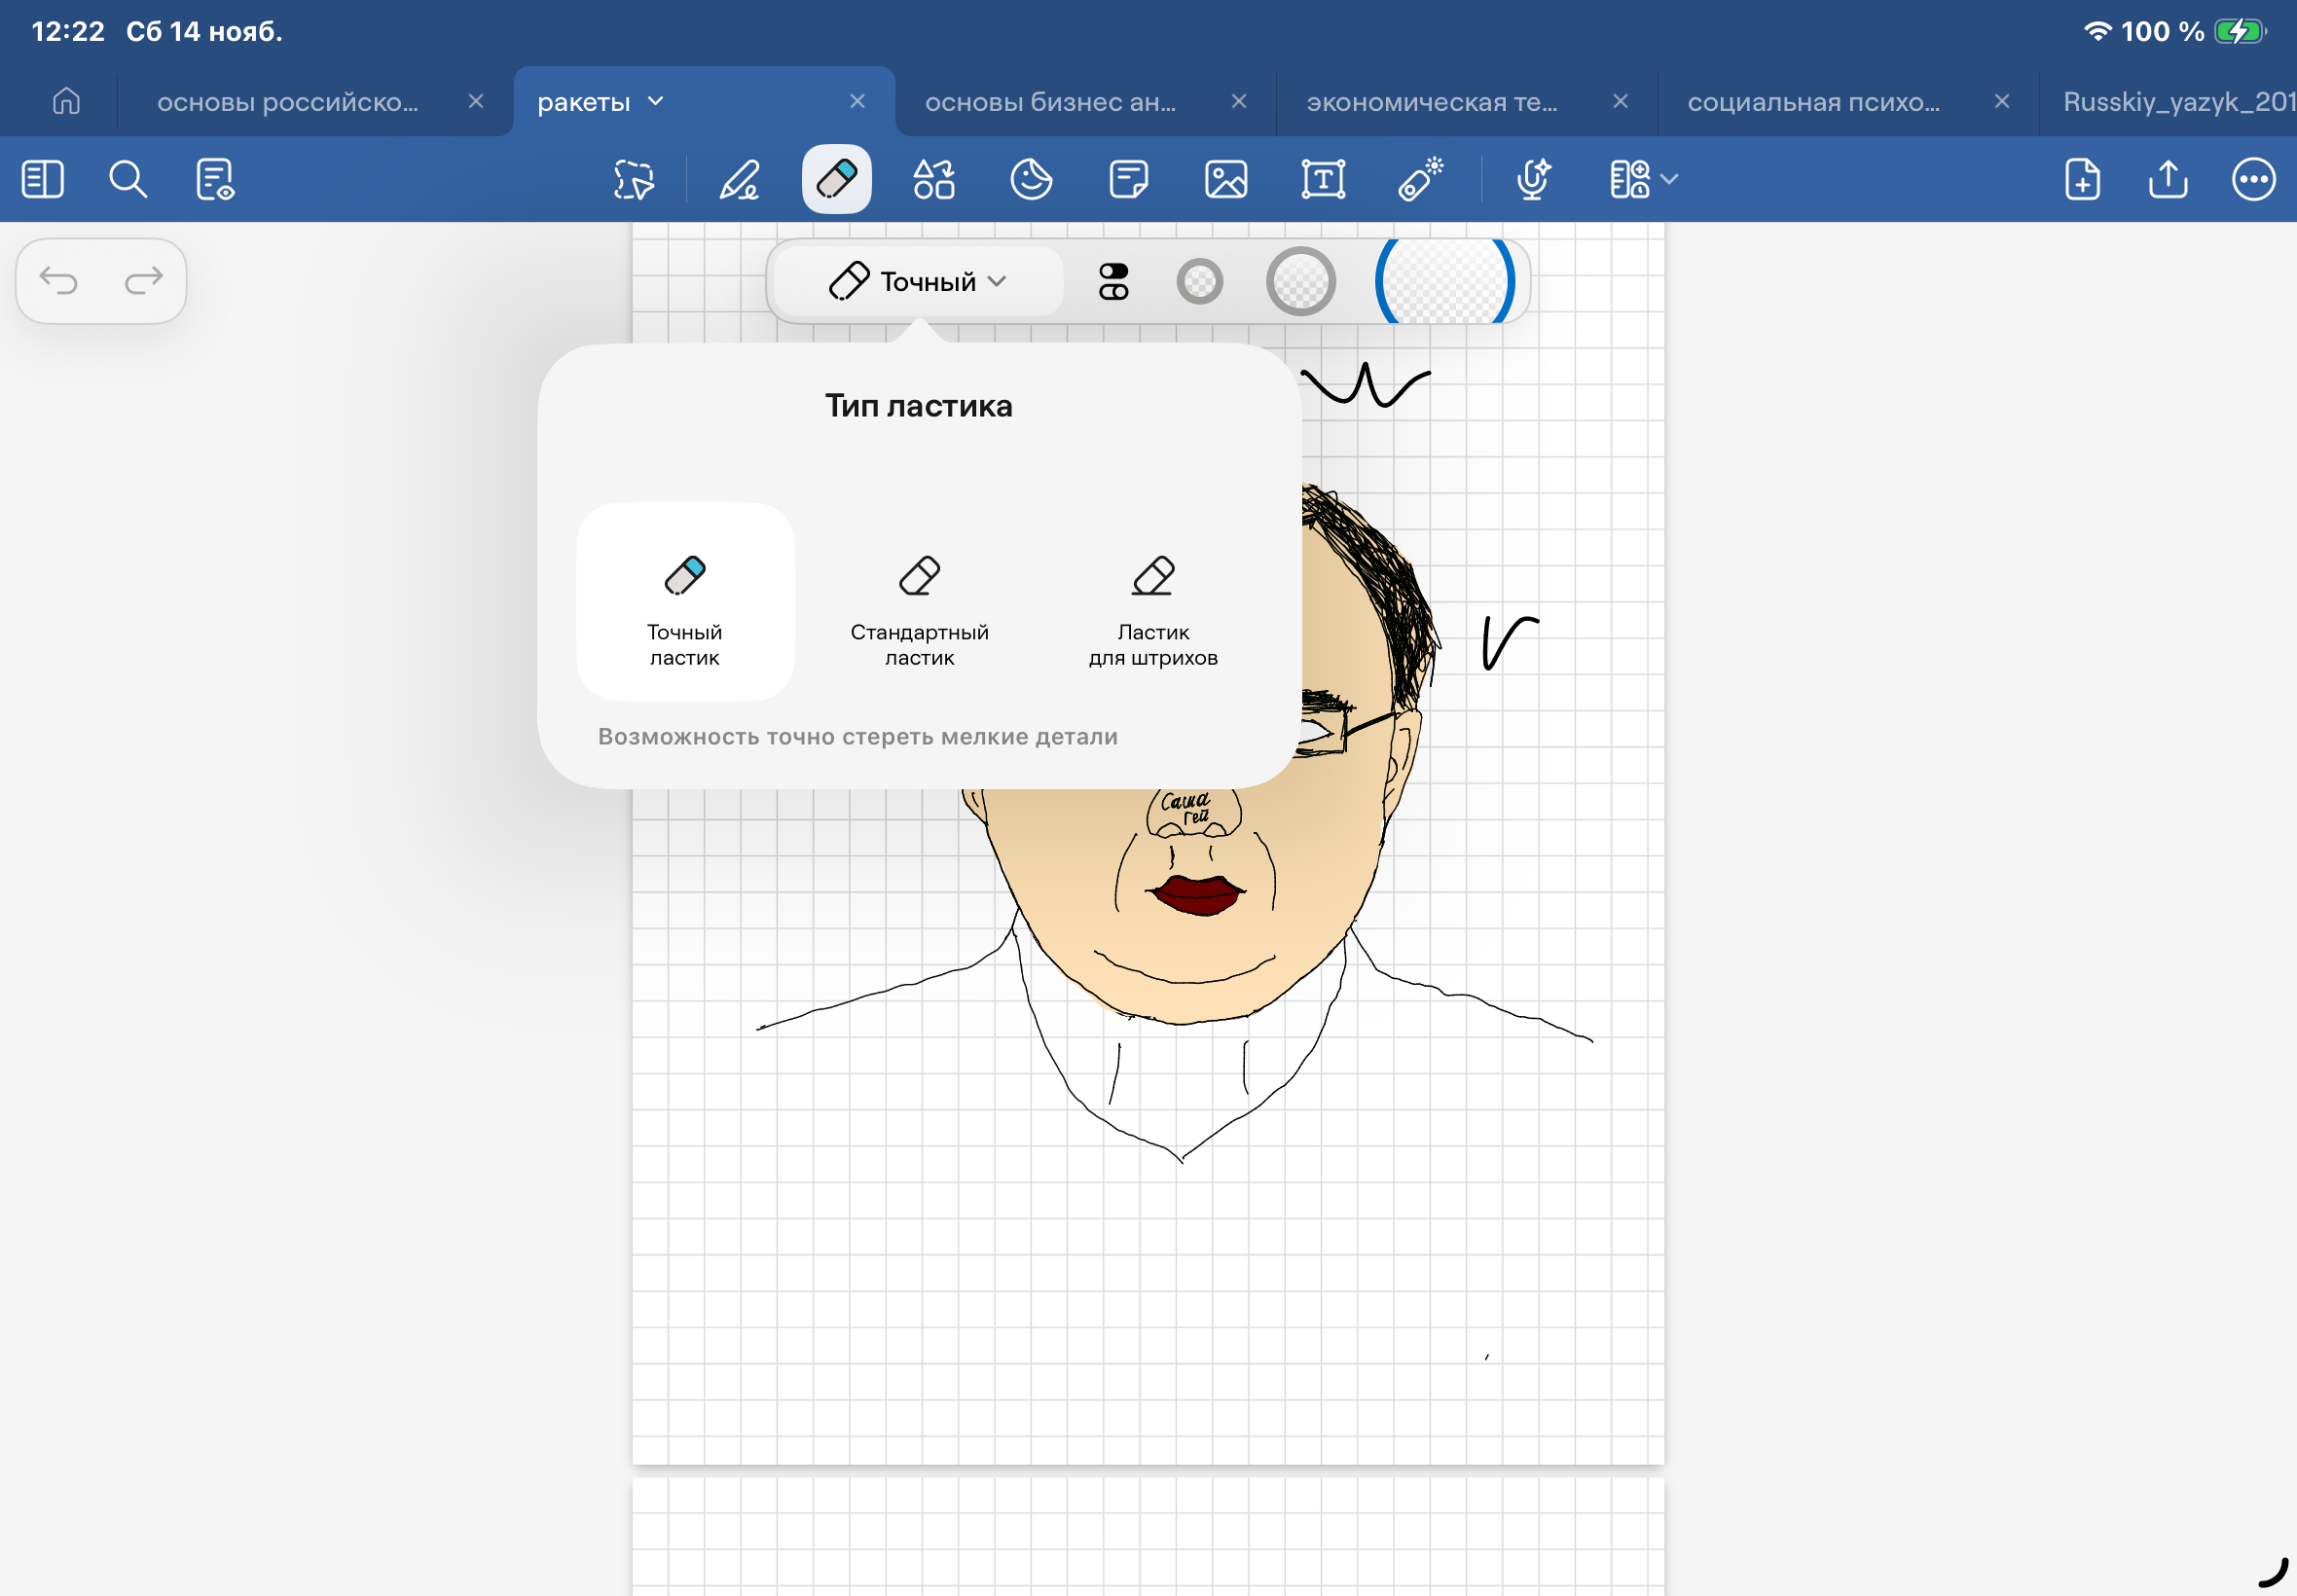 12:22 Сб 14 нояб. 100 %
основы российско... ракеты основы бизнес ан... экономическая те... социальная психо... Russkiy_yazyk_201
Точный
Тип ластика
Точный ластик
Стандартный ластик
Ластик для штрихов
Возможность точно стереть мелкие детали
Саша
гей